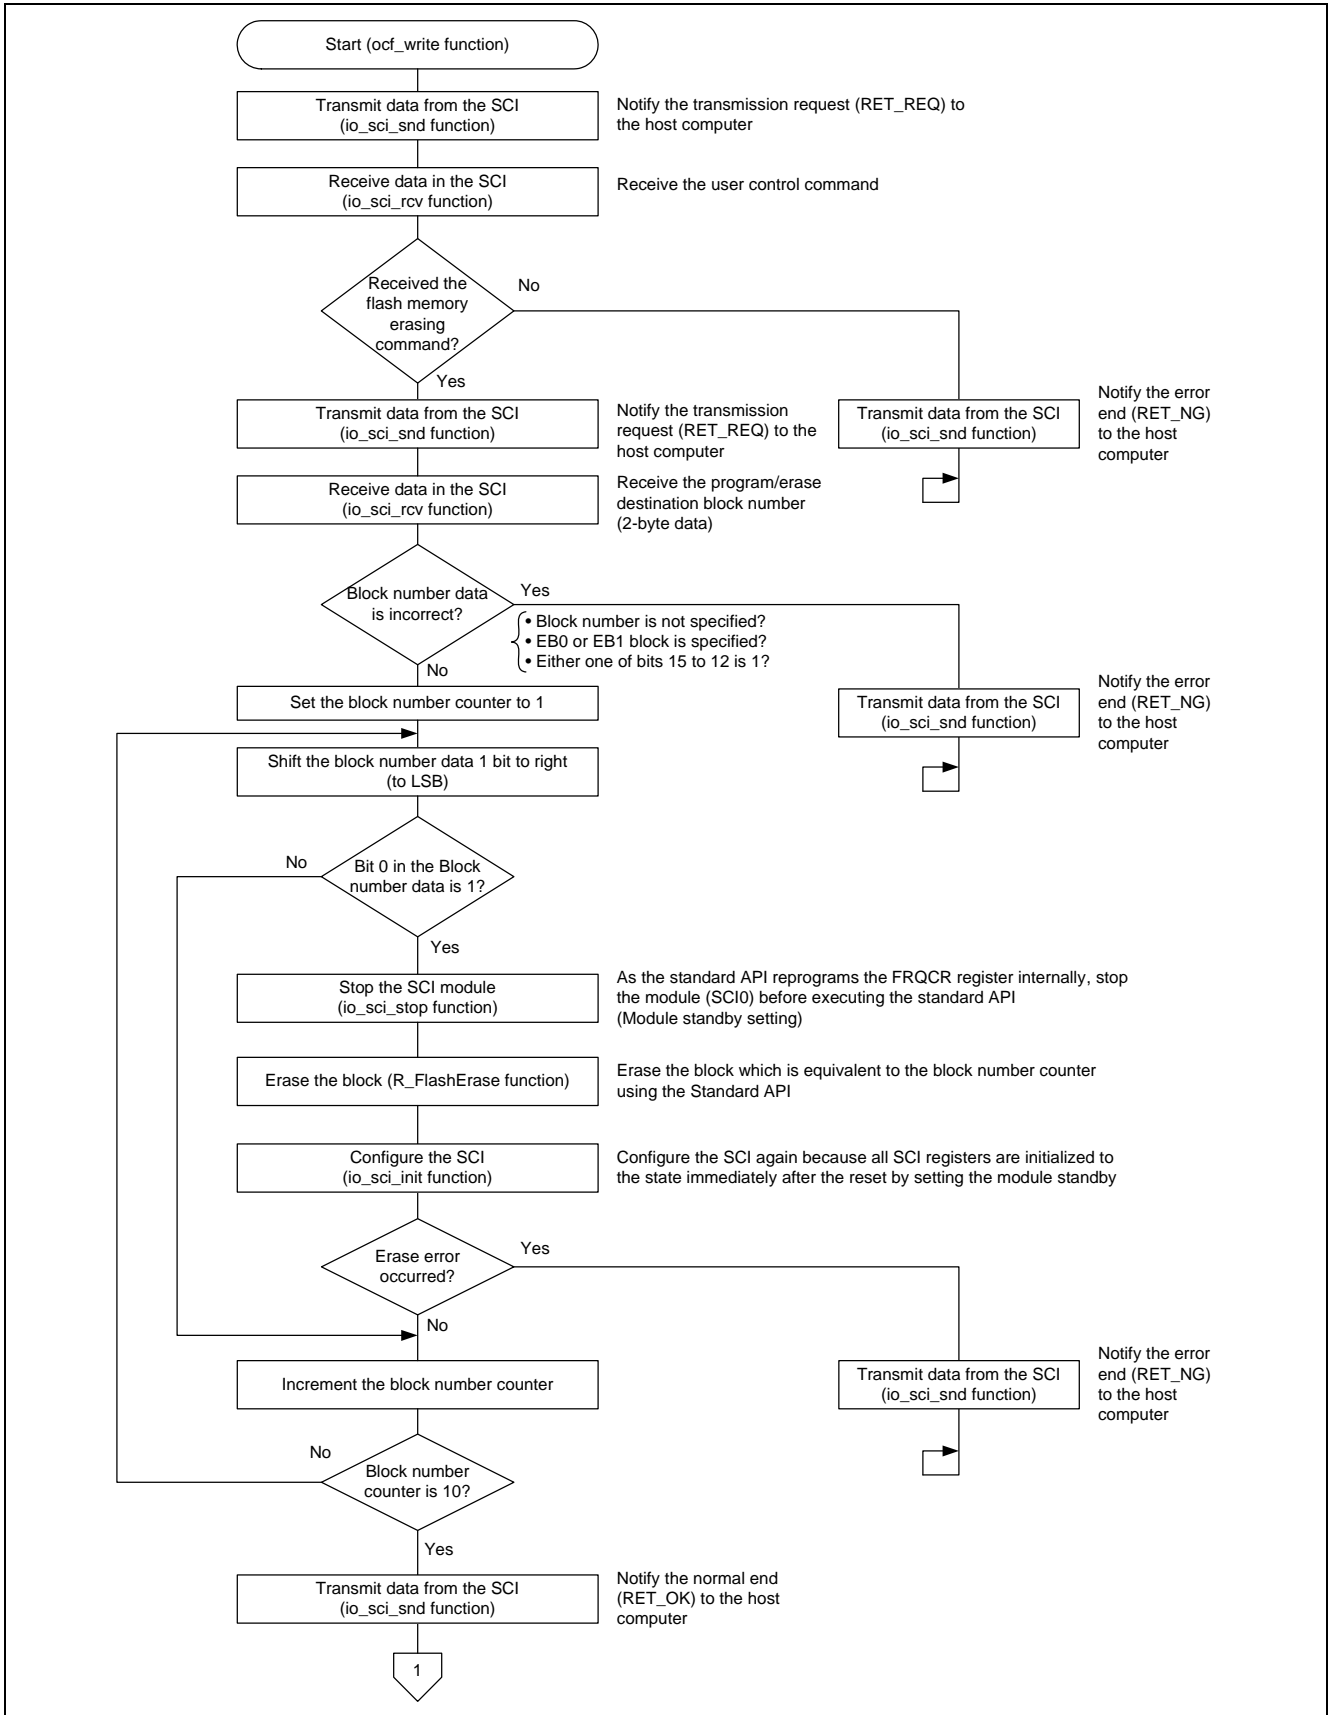 Start (ocf_write function)
Transmit data from the SCI
(io_sci_snd function)
Notify the transmission request (RET_REQ) to
the host computer
Receive data in the SCI
(io_sci_rcv function)
Receive the user control command
Received the
flash memory
erasing
command?
No
Yes
Transmit data from the SCI
(io_sci_snd function)
Notify the transmission
request (RET_REQ) to the
host computer
Transmit data from the SCI
(io_sci_snd function)
Notify the error
end (RET_NG)
to the host
computer
Receive data in the SCI
(io_sci_rcv function)
Receive the program/erase
destination block number
(2-byte data)
Block number data
is incorrect?
Yes
• Block number is not specified?
• EB0 or EB1 block is specified?
• Either one of bits 15 to 12 is 1?
No
Set the block number counter to 1
Transmit data from the SCI
(io_sci_snd function)
Notify the error
end (RET_NG)
to the host
computer
Shift the block number data 1 bit to right
(to LSB)
No
Bit 0 in the Block
number data is 1?
Yes
Stop the SCI module
(io_sci_stop function)
As the standard API reprograms the FRQCR register internally, stop
the module (SCI0) before executing the standard API
(Module standby setting)
Erase the block (R_FlashErase function)
Erase the block which is equivalent to the block number counter
using the Standard API
Configure the SCI
(io_sci_init function)
Configure the SCI again because all SCI registers are initialized to
the state immediately after the reset by setting the module standby
Erase error
occurred?
Yes
No
Increment the block number counter
Transmit data from the SCI
(io_sci_snd function)
Notify the error
end (RET_NG)
to the host
computer
No
Block number
counter is 10?
Yes
Transmit data from the SCI
(io_sci_snd function)
Notify the normal end
(RET_OK) to the host
computer
1